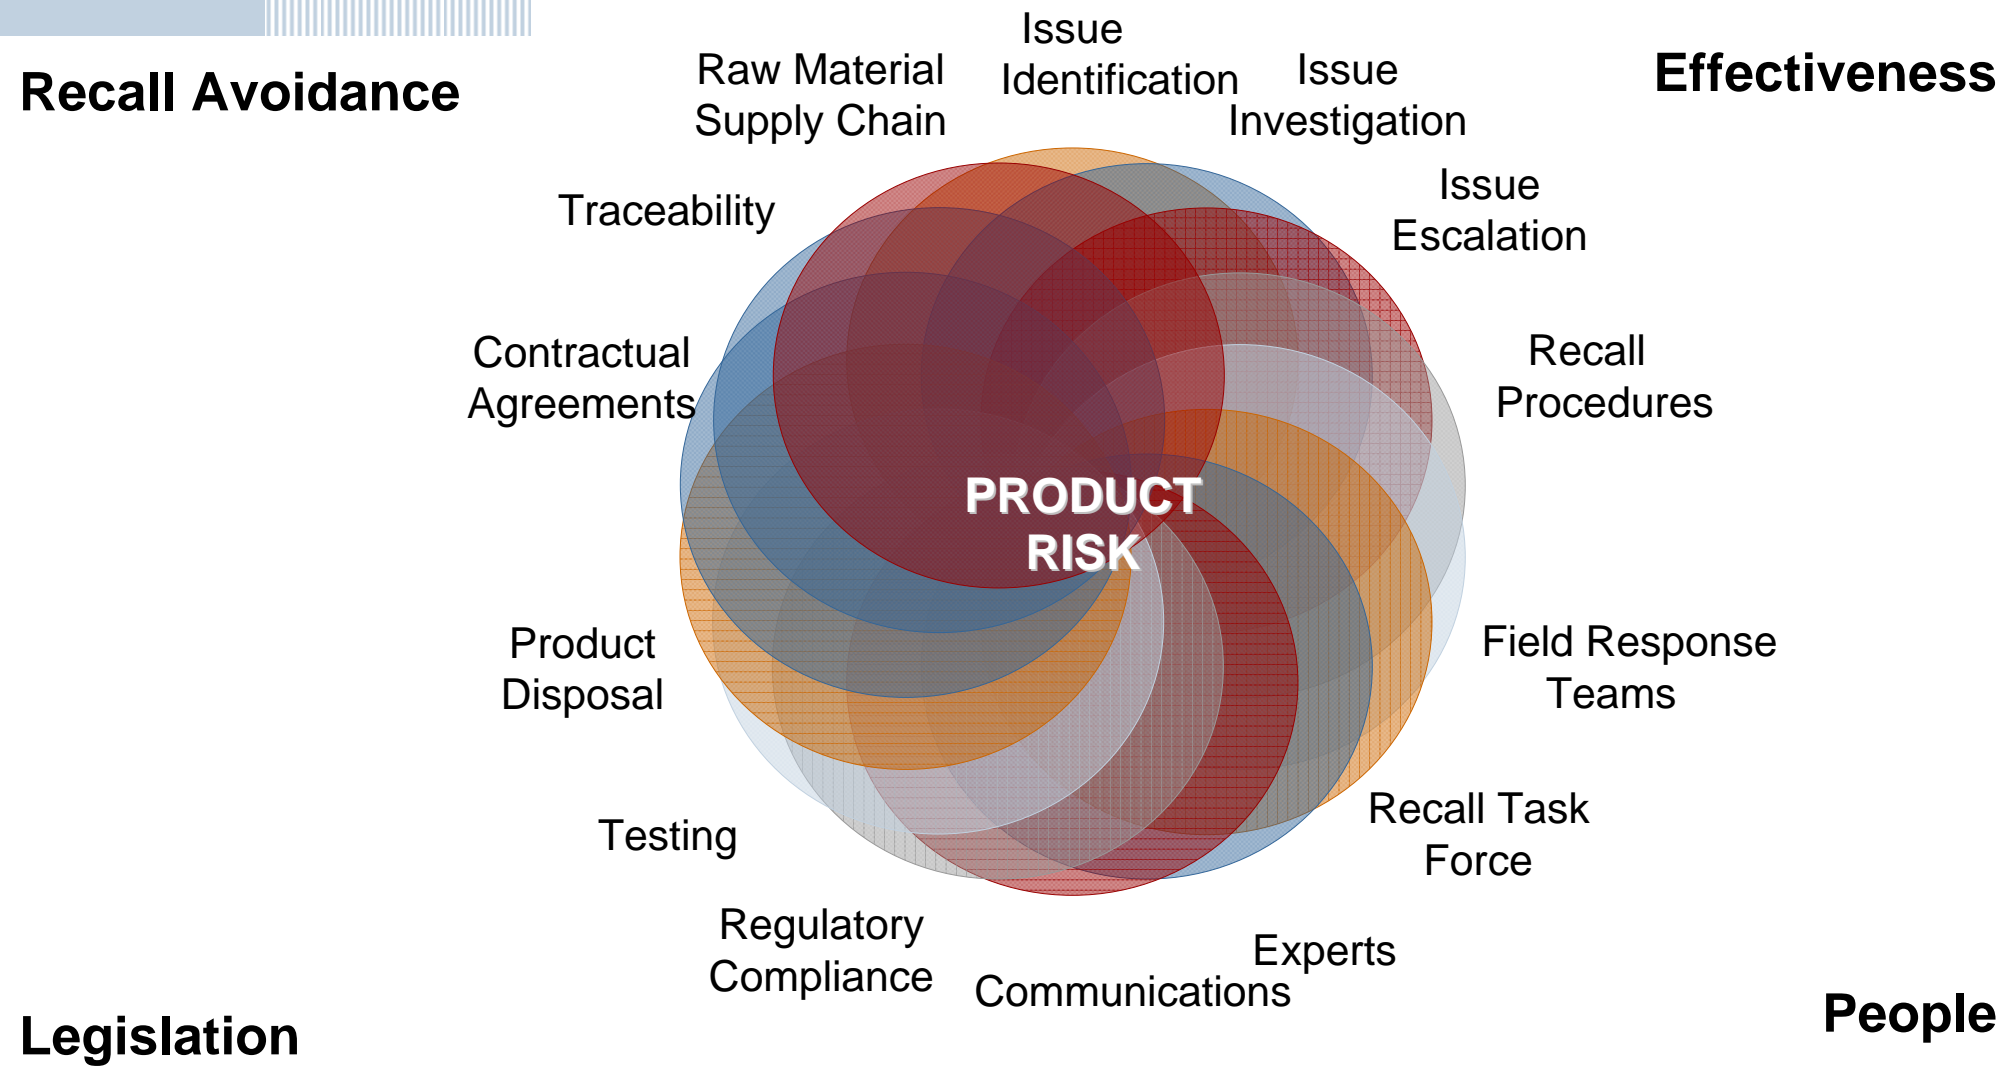 Recall Avoidance
Effectiveness
Issue
Identification
Raw Material
Supply Chain
Issue
Investigation
Issue
Escalation
Traceability
Contractual
Agreements
Recall
Procedures
PRODUCT
RISK
Product
Disposal
Field Response
Teams
Testing
Recall Task
Force
Regulatory
Compliance
Communications
Experts
Legislation
People